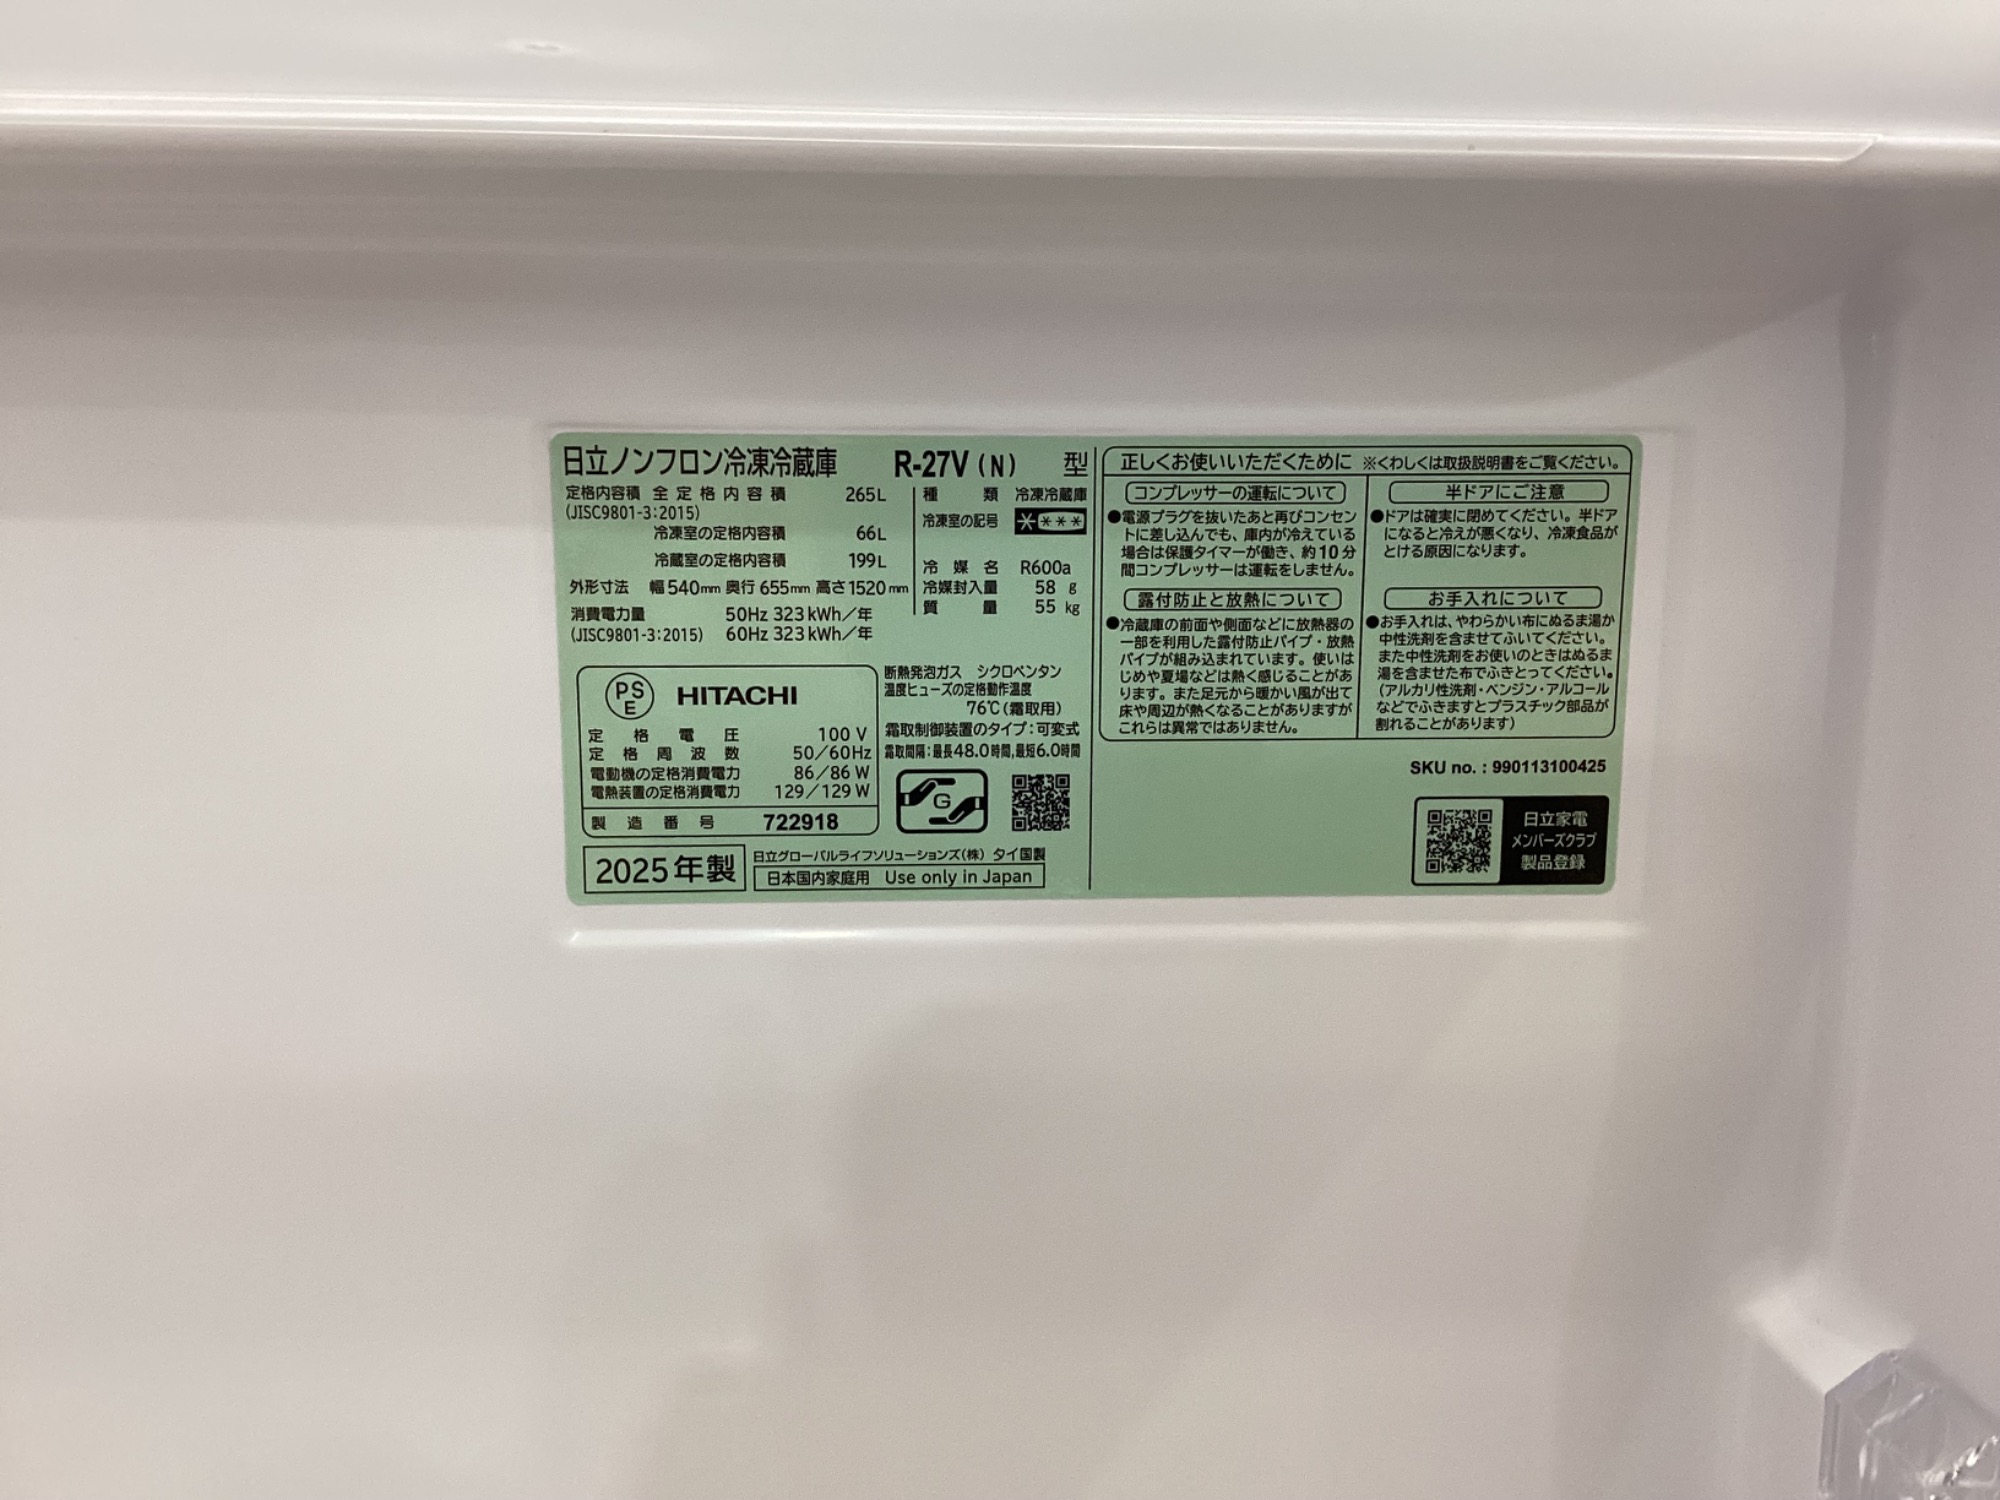 日立ノンフロン冷凍冷蔵庫 R-27V(N) 型
定格内容積 全定格内容積 265L
(JISC9801-3:2015)
冷凍室の定格内容積 66L
冷蔵室の定格内容積 199L
外形寸法 幅540mm 奥行655mm 高さ1520mm
消費電力量 50Hz 323kWh/年
(JISC9801-3:2015) 60Hz 323kWh/年
種類 冷凍冷蔵庫
冷凍室の記号
冷媒名 R600a
冷媒封入量 58 g
質量 55 kg
PS
E
HITACHI
定格電圧 100V
定格周波数 50/60Hz
電動機の定格消費電力 86/86W
電熱装置の定格消費電力 129/129W
製造番号 722918
断熱発泡ガス シクロペンタン
温度ヒューズの定格動作温度
76℃(霜取用)
霜取制御装置のタイプ:可変式
霜取間隔:最長48.0時間,最短6.0時間
G
2025年製
日立グローバルライフソリューションズ(株) タイ国製
日本国内家庭用 Use only in Japan
正しくお使いいただくために ※くわしくは取扱説明書をご覧ください。
コンプレッサーの運転について
●電源プラグを抜いたあと再びコンセン
トに差し込んでも、庫内が冷えている
場合は保護タイマーが働き、約10分
間コンプレッサーは運転をしません。
露付防止と放熱について
●冷蔵庫の前面や側面などに放熱器の
一部を利用した露付防止パイプ・放熱
パイプが組み込まれています。使いは
じめや夏場などは熱く感じることがあ
ります。また足元から暖かい風が出て
床や周辺が熱くなることがありますが
これらは異常ではありません。
半ドアにご注意
●ドアは確実に閉めてください。半ドア
になると冷えが悪くなり、冷凍食品が
とける原因になります。
お手入れについて
●お手入れは、やわらかい布にぬるま湯か
中性洗剤を含ませてふいてください。
また中性洗剤をお使いのときはぬるま
湯を含ませた布でふきとってください。
(アルカリ性洗剤・ベンジン・アルコール
などでふきますとプラスチック部品が
割れることがあります)
SKU no. : 990113100425
日立家電
メンバーズクラブ
製品登録